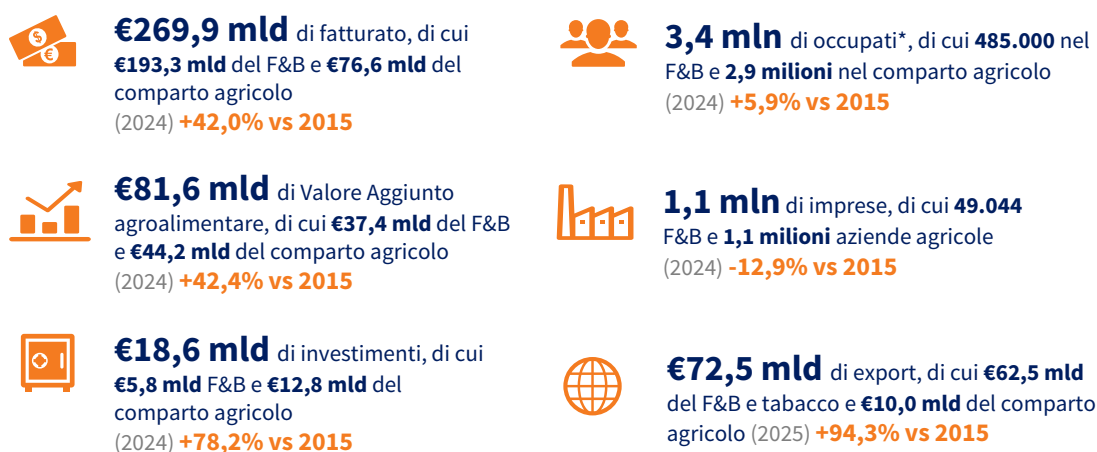 €269,9 mld di fatturato, di cui
€193,3 mld del F&B e €76,6 mld del
comparto agricolo
(2024) +42,0% vs 2015
€81,6 mld di Valore Aggiunto
agroalimentare, di cui €37,4 mld del F&B
e €44,2 mld del comparto agricolo
(2024) +42,4% vs 2015
€18,6 mld di investimenti, di cui
€5,8 mld F&B e €12,8 mld del
comparto agricolo
(2024) +78,2% vs 2015
3,4 mln di occupati*, di cui 485.000 nel
F&B e 2,9 milioni nel comparto agricolo
(2024) +5,9% vs 2015
1,1 mln di imprese, di cui 49.044
F&B e 1,1 milioni aziende agricole
(2024) -12,9% vs 2015
€72,5 mld di export, di cui €62,5 mld
del F&B e tabacco e €10,0 mld del comparto
agricolo (2025) +94,3% vs 2015